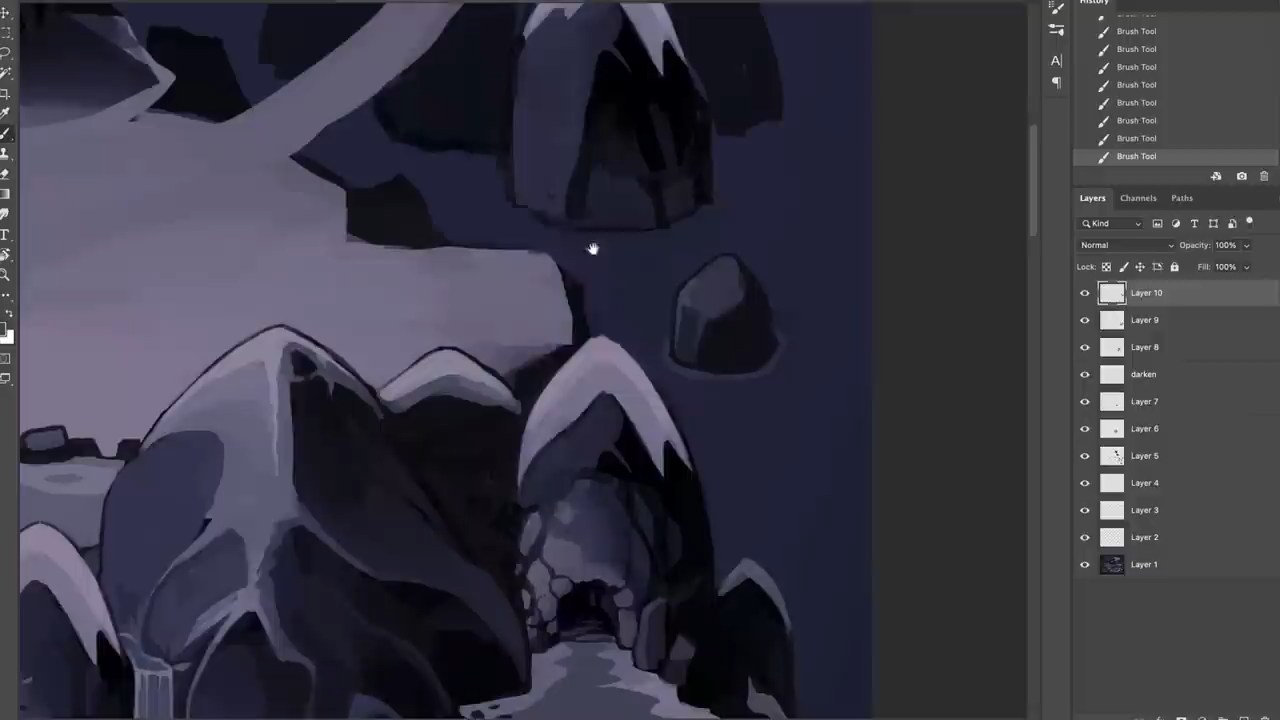 History
Brush Tool
Brush Tool
Brush Tool
Brush Tool
Brush Tool
Brush Tool
Brush Tool
Brush Tool
Layers Channels Paths
Kind
Normal Opacity: 100%
Lock: Fill: 100%
Layer 10
Layer 9
Layer 8
darken
Layer 7
Layer 6
Layer 5
Layer 4
Layer 3
Layer 2
Layer 1